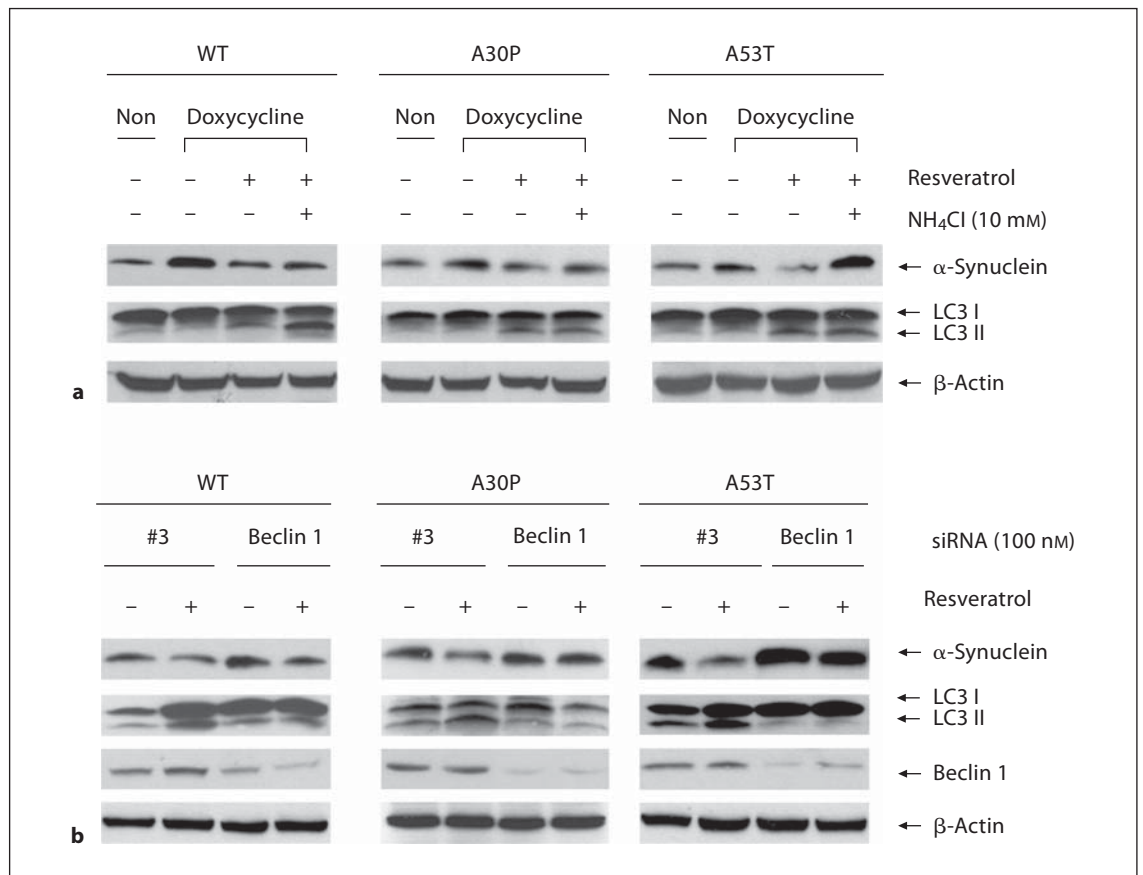 WT A30P A53T
Non Doxycycline Non Doxycycline Non Doxycycline
– – + + – – + + – – + + Resveratrol
– – – + – – – + – – – + NH₄Cl (10 mM)
← α-Synuclein
← LC3 I
← LC3 II
a ← β-Actin
WT A30P A53T
#3 Beclin 1 #3 Beclin 1 #3 Beclin 1 siRNA (100 nM)
– + – + – + – + – + – + Resveratrol
← α-Synuclein
← LC3 I
← LC3 II
← Beclin 1
b ← β-Actin